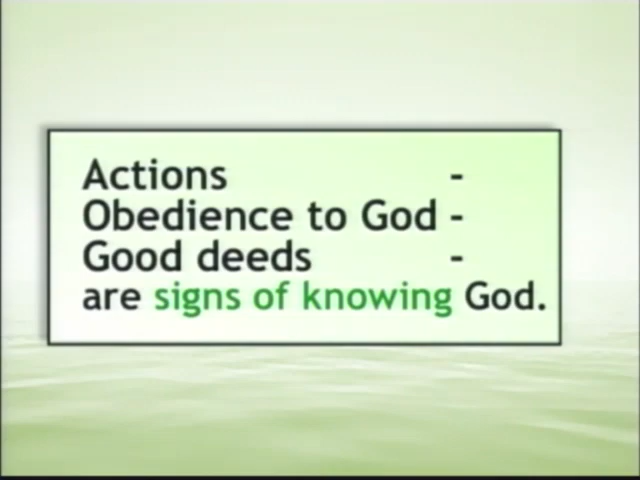 Actions -
Obedience to God -
Good deeds -
are signs of knowing God.